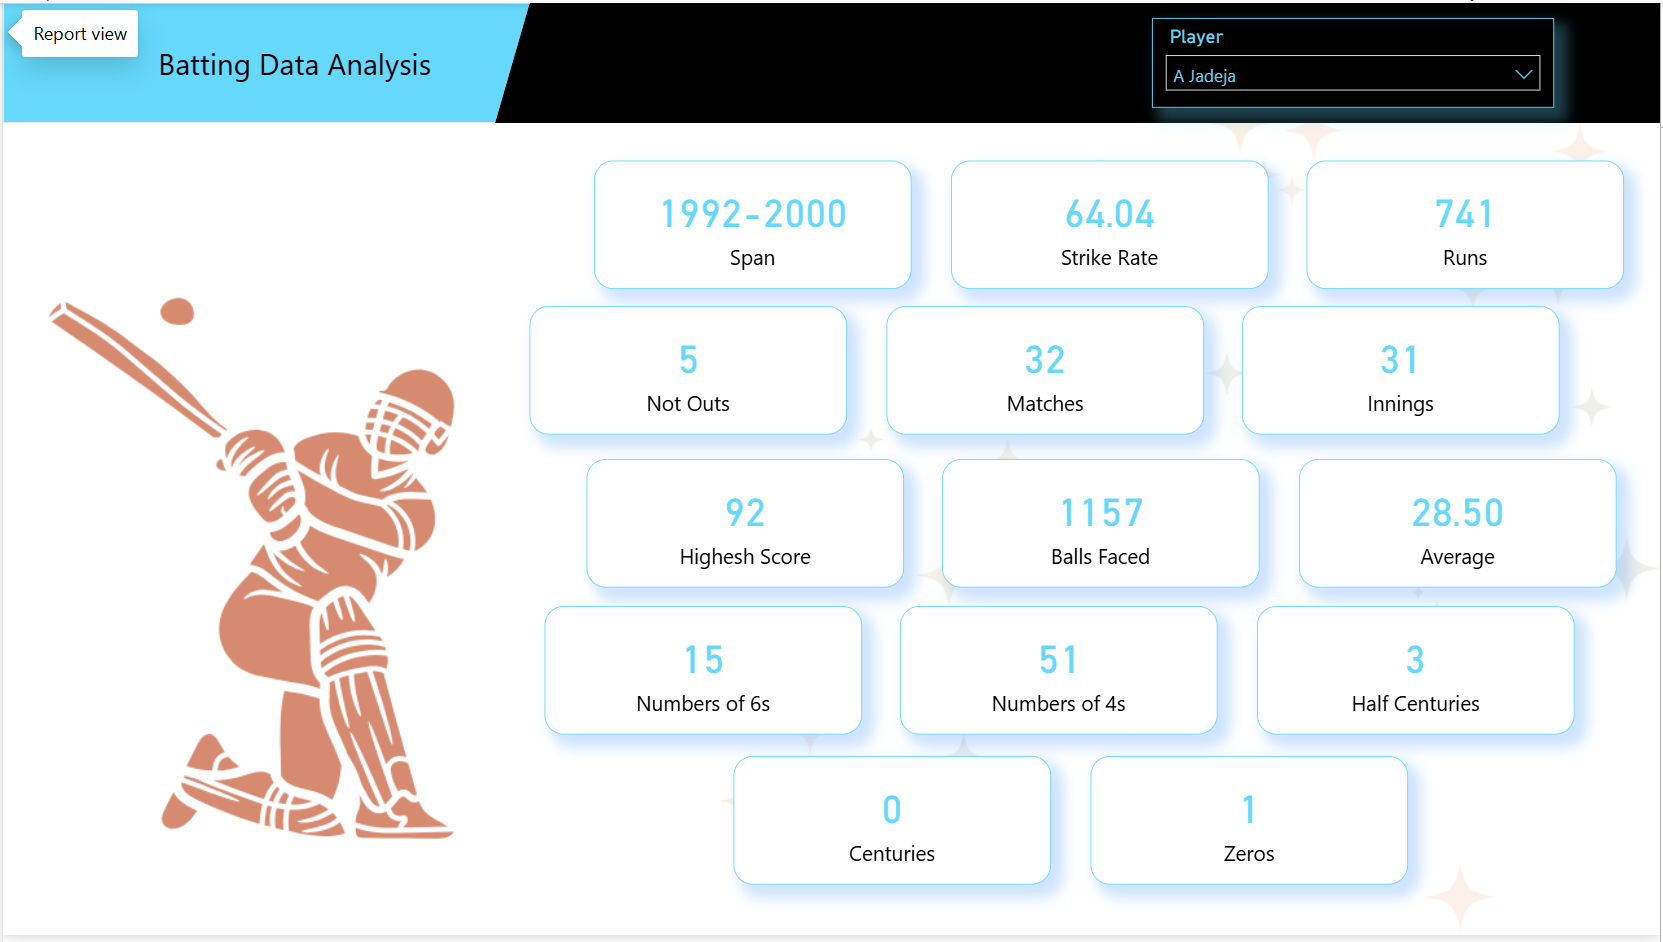 Report view
Batting Data Analysis
Player
A Jadeja
1992-2000
Span
64.04
Strike Rate
741
Runs
5
Not Outs
32
Matches
31
Innings
92
Highesh Score
1157
Balls Faced
28.50
Average
15
Numbers of 6s
51
Numbers of 4s
3
Half Centuries
0
Centuries
1
Zeros